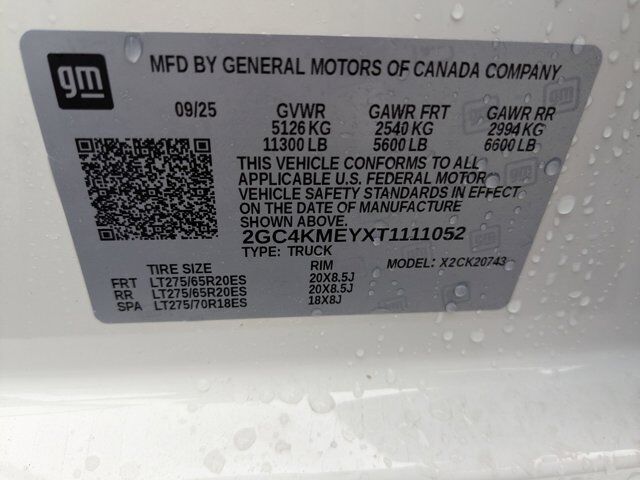 gm
MFD BY GENERAL MOTORS OF CANADA COMPANY
09/25 GVWR GAWR FRT GAWR RR
5126 KG 2540 KG 2994 KG
11300 LB 5600 LB 6600 LB
THIS VEHICLE CONFORMS TO ALL
APPLICABLE U.S. FEDERAL MOTOR
VEHICLE SAFETY STANDARDS IN EFFECT
ON THE DATE OF MANUFACTURE
SHOWN ABOVE.
2GC4KMEYXT1111052
TYPE: TRUCK MODEL: X2CK20743
TIRE SIZE RIM
FRT LT275/65R20ES 20X8.5J
RR LT275/65R20ES 20X8.5J
SPA LT275/70R18ES 18X8J